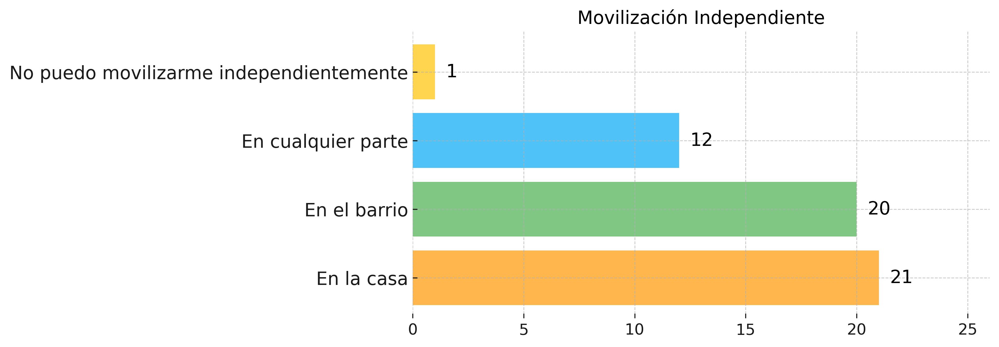 Movilización Independiente
No puedo movilizarme independientemente
1
En cualquier parte
12
En el barrio
20
En la casa
21
0 5 10 15 20 25